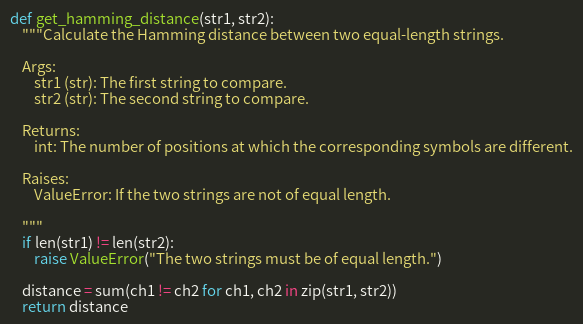 def get_hamming_distance(str1, str2):
    """Calculate the Hamming distance between two equal-length strings.

    Args:
        str1 (str): The first string to compare.
        str2 (str): The second string to compare.

    Returns:
        int: The number of positions at which the corresponding symbols are different.

    Raises:
        ValueError: If the two strings are not of equal length.

    """
    if len(str1) != len(str2):
        raise ValueError("The two strings must be of equal length.")

    distance = sum(ch1 != ch2 for ch1, ch2 in zip(str1, str2))
    return distance